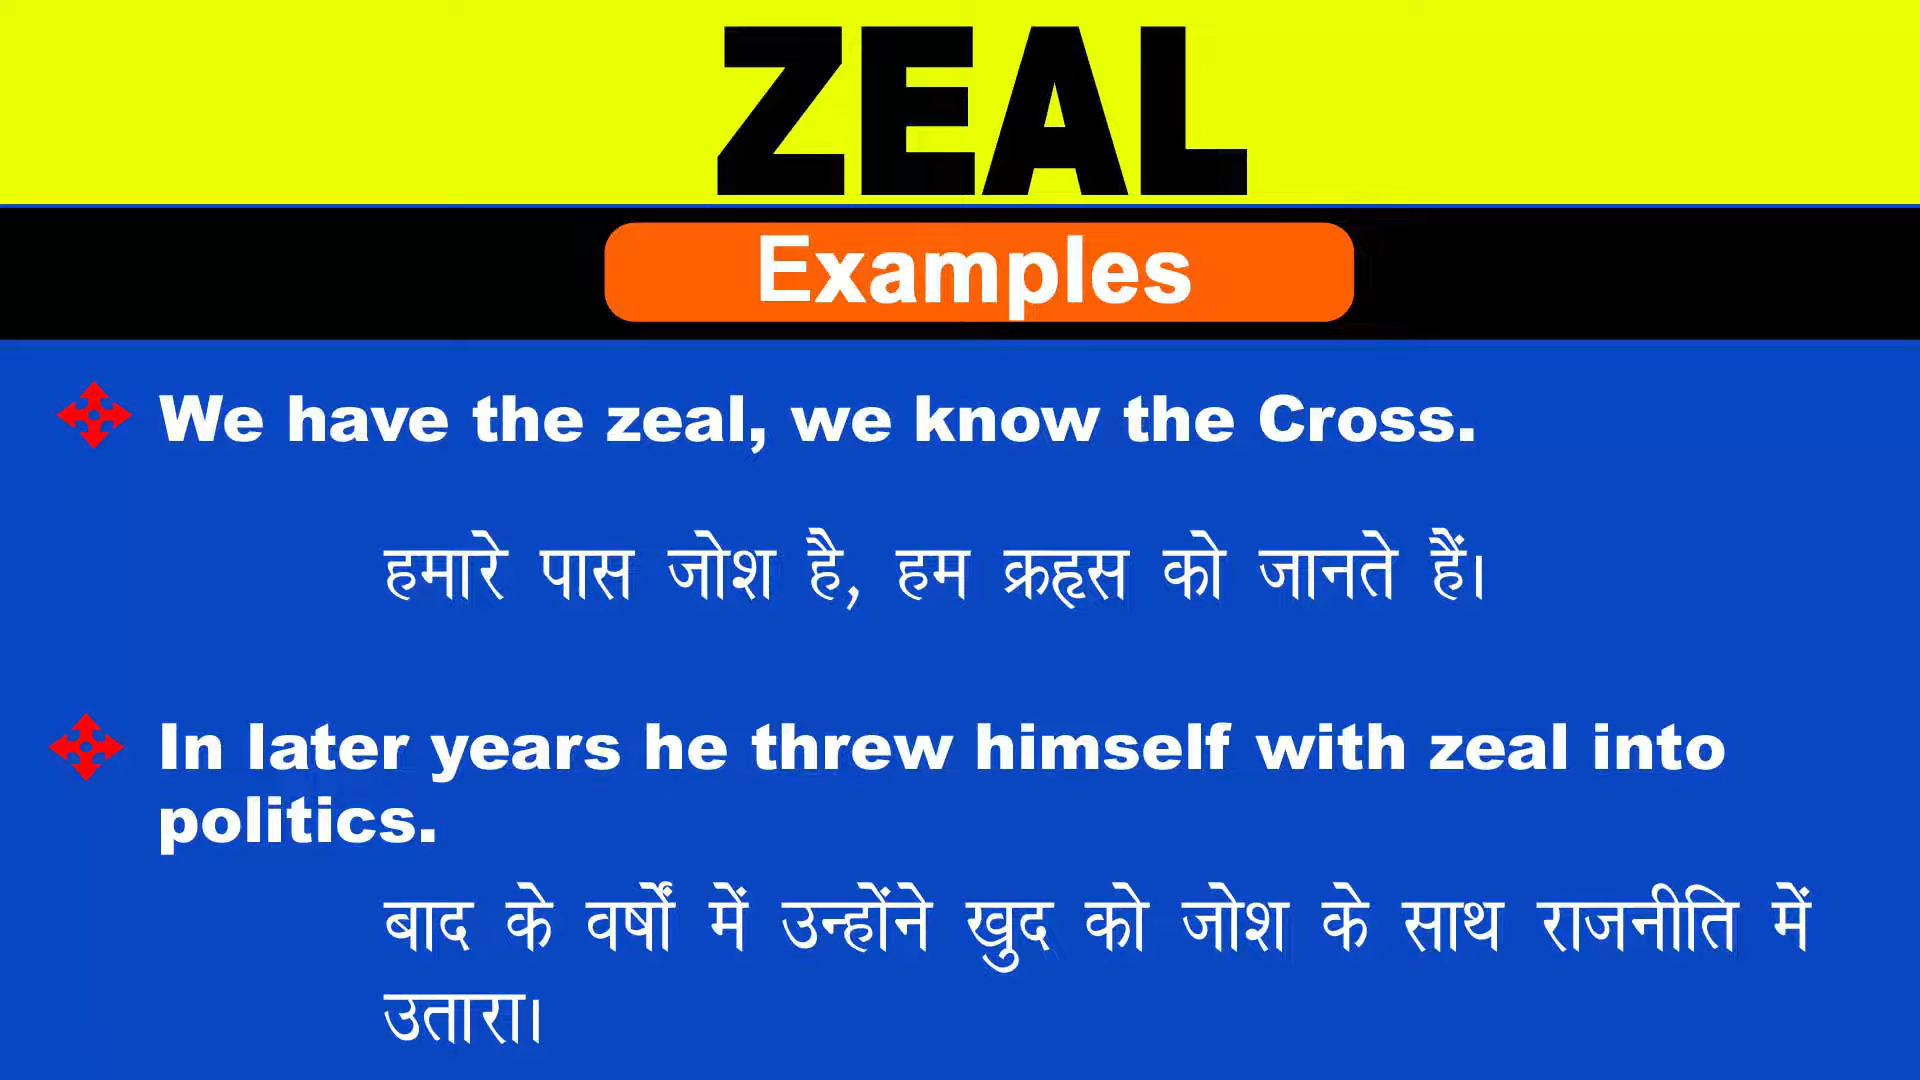 ZEAL
Examples
We have the zeal, we know the Cross.
हमारे पास जोश है, हम क्रहृस को जानते हैं।
In later years he threw himself with zeal into
politics.
बाद के वर्षों में उन्होंने खुद को जोश के साथ राजनीति में
उतारा।